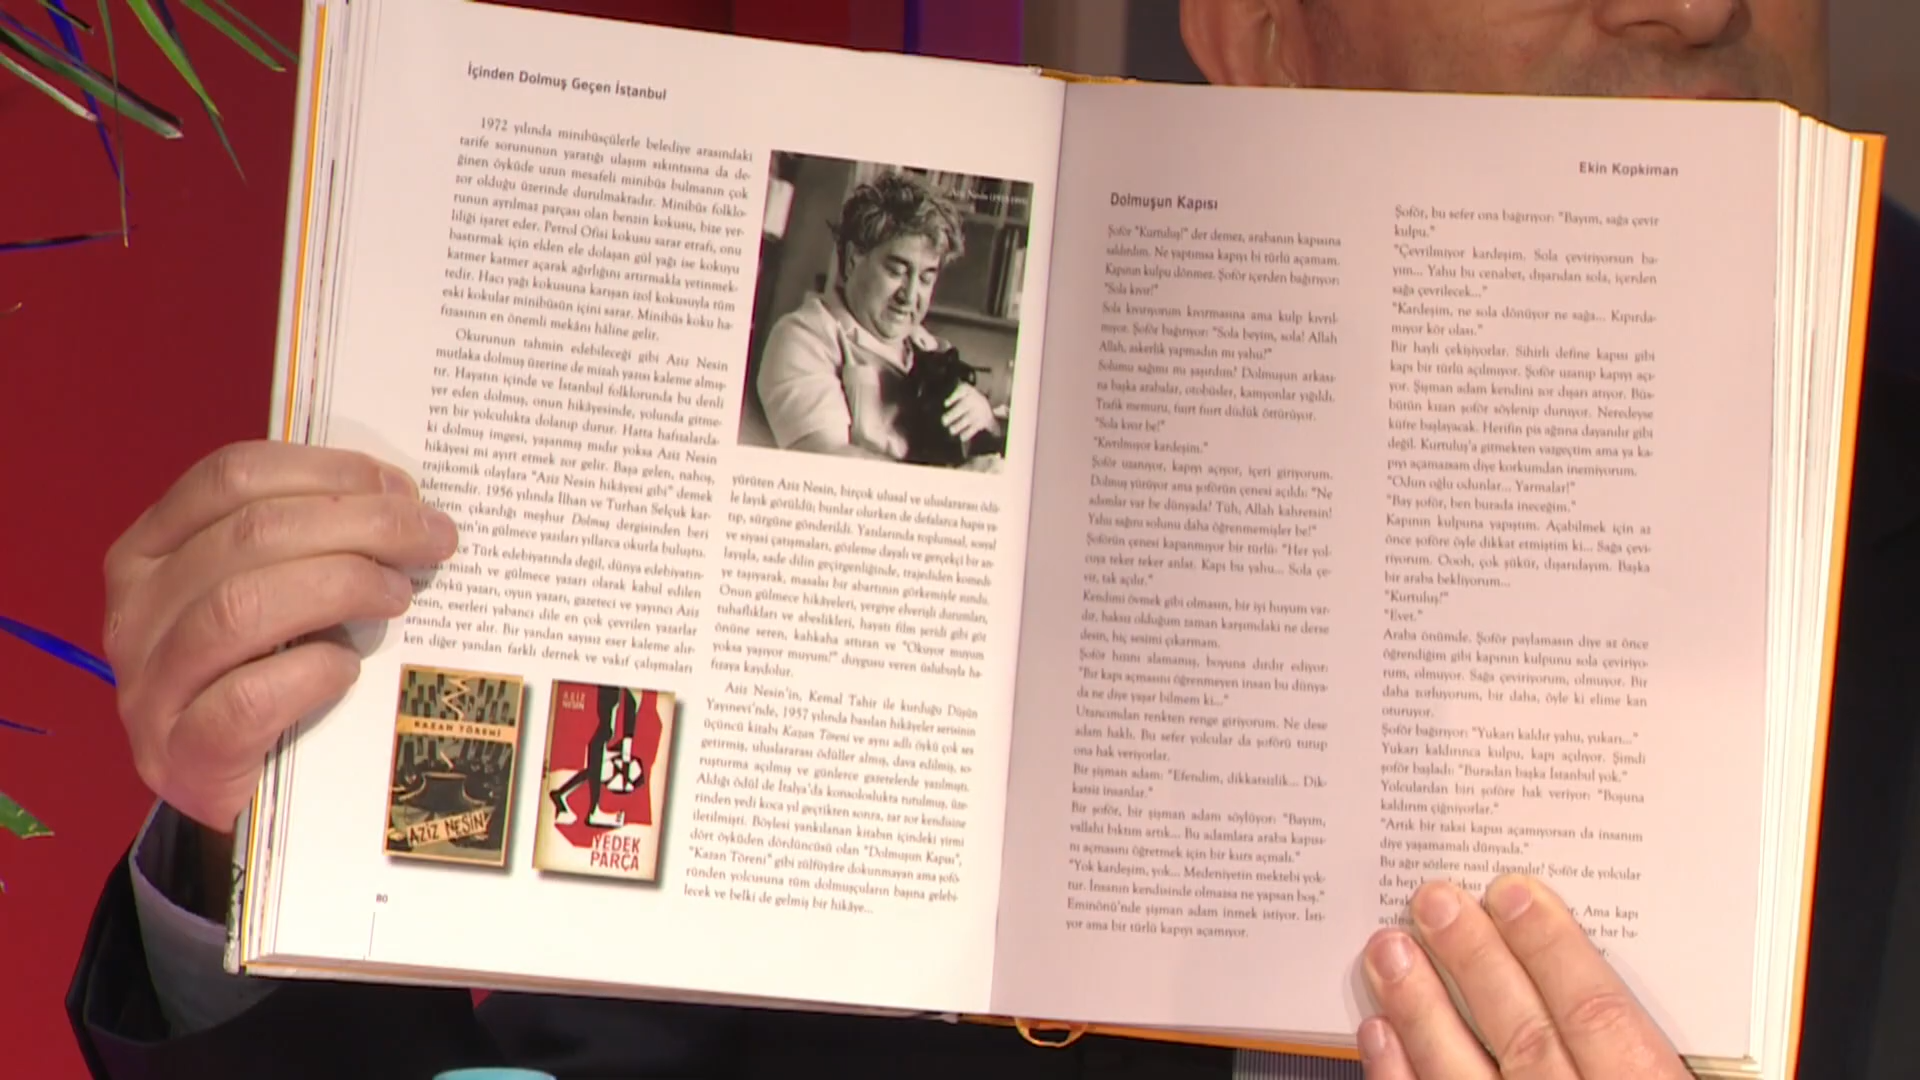 İçinden Dolmuş Geçen İstanbul
1972 yılında minibüsçülerle belediye arasındaki
tarife sorununun yaratığı ulaşım sıkıntısına da de-
ğinen öyküde uzun mesafeli minibüs bulmanın çok
zor olduğu üzerinde durulmaktadır. Minibüs folklo-
runun ayrılmaz parçası olan benzin kokusu, bize yer-
liliği işaret eder. Petrol Ofisi kokusu sarar etrafı, onu
bastırmak için elden ele dolaşan gül yağı ise kokuyu
katmer katmer açarak ağırlığını artırmakla yetinmek-
tedir. Hacı yağı kokusuna karışan izol kokusuyla tüm
eski kokular minibüsün içini sarar. Minibüs koku ha-
fızasının en önemli mekânı hâline gelir.
Okurunun tahmin edebileceği gibi Aziz Nesin
mutlaka dolmuş üzerine de mizah yazısı kaleme almış-
tır. Hayatın içinde ve İstanbul folklorunda bu denli
yer eden dolmuş, onun hikâyesinde, yolunda gitme-
yen bir yolculukta dolanıp durur. Hatta hafızalarda-
ki dolmuş imgesi, yaşanmış mıdır yoksa Aziz Nesin
hikâyesi mi ayırt etmek zor gelir. Başa gelen, nahoş,
trajikomik olaylara "Aziz Nesin hikâyesi gibi" demek
âdettendir. 1956 yılında İlhan ve Turhan Selçuk kar-
deşlerin çıkardığı meşhur Dolmuş dergisinden beri
sin'in gülmece yazıları yıllarca okurla buluştu.
ce Türk edebiyatında değil, dünya edebiyatın-
da mizah ve gülmece yazarı olarak kabul edilen
öykü yazarı, oyun yazarı, gazeteci ve yayıncı Aziz
Nesin, eserleri yabancı dile en çok çevrilen yazarlar
arasında yer alır. Bir yandan sayısız eser kaleme alır-
ken diğer yandan farklı dernek ve vakıf çalışmaları
KAZAN TÖRENİ
AZİZ NESİN
AZİZ
NESİN
YEDEK
PARÇA
80
Aziz Nesin (1915-1995)
yürüten Aziz Nesin, birçok ulusal ve uluslararası ödü-
le layık görüldü; bunlar olurken de defalarca hapis ya-
tıp, sürgüne gönderildi. Yazılarında toplumsal, sosyal
ve siyasi çatışmaları, gözleme dayalı ve gerçekçi bir an-
layışla, sade dilin geçirgenliğinde, trajediden komedi-
ye taşıyarak, masalsı bir abartının görkemiyle sundu.
Onun gülmece hikâyeleri, yergiye elverişli durumları,
tuhaflıkları ve abeslikleri, hayatı film şeridi gibi göz
önüne seren, kahkaha attıran ve "Okuyor muyum
yoksa yaşıyor muyum?" duygusu veren üslubuyla ha-
fızaya kaydolur.
Aziz Nesin'in, Kemal Tahir ile kurduğu Düşün
Yayınevi'nde, 1957 yılında basılan hikâyeler serisinin
üçüncü kitabı Kazan Töreni ve aynı adlı öykü çok ses
getirmiş, uluslararası ödüller almış, dava edilmiş, so-
ruşturma açılmış ve günlerce gazetelerde yazılmıştı.
Aldığı ödül de İtalya'da konsoloslukta tutulmuş, üze-
rinden yedi koca yıl geçtikten sonra, zar zor kendisine
iletilmişti. Böylesi yankılanan kitabın içindeki yirmi
dört öyküden dördüncüsü olan "Dolmuşun Kapısı",
"Kazan Töreni" gibi zülfüyâre dokunmayan ama şofö-
ründen yolcusuna tüm dolmuşçuların başına gelebi-
lecek ve belki de gelmiş bir hikâye...
Ekin Kopkıman
Dolmuşun Kapısı
Şoför "Kurtuluş!" der demez, arabanın kapısına
saldırdım. Ne yaptımsa kapıyı bi türlü açamam.
Kapının kulpu dönmez. Şoför içerden bağırıyor:
"Sola kıvır!"
Sola kıvırıyorum kıvırmasına ama kulp kıvrıl-
mıyor. Şoför bağırıyor: "Sola beyim, sola! Allah
Allah, askerlik yapmadın mı yahu?"
Solumu sağımı mı şaşırdım? Dolmuşun arkası-
na başka arabalar, otobüsler, kamyonlar yığıldı.
Trafik memuru, fıırt fıırt düdük öttürüyor.
"Sola kıvır be!"
"Kıvrılmıyor kardeşim."
Şoför uzanıyor, kapıyı açıyor, içeri giriyorum.
Dolmuş yürüyor ama şoförün çenesi açıldı: "Ne
adamlar var be dünyada! Tüh, Allah kahretsin!
Yahu sağını solunu daha öğrenmemişler be!"
Şoförün çenesi kapanmıyor bir türlü: "Her yol-
cuya teker teker anlat. Kapı bu yahu... Sola çe-
vir, tak açılır."
Kendimi övmek gibi olmasın, bir iyi huyum var-
dır, haksız olduğum zaman karşımdaki ne derse
desin, hiç sesimi çıkarmam.
Şoför hızını alamamış, boyuna dırdır ediyor:
"Bir kapı açmasını öğrenmeyen insan bu dünya-
da ne diye yaşar bilmem ki..."
Utancımdan renkten renge giriyorum. Ne dese
adam haklı. Bu sefer yolcular da şoförü tutup
ona hak veriyorlar.
Bir şişman adam: "Efendim, dikkatsizlik... Dik-
katsiz insanlar."
Bir şoför, bir şişman adam söylüyor: "Bayım,
vallahi bıktım artık... Bu adamlara araba kapısı-
nı açmasını öğretmek için bir kurs açmalı."
"Yok kardeşim, yok... Medeniyetin mektebi yok-
tur. İnsanın kendisinde olmazsa ne yapsan boş."
Eminönü'nde şişman adam inmek istiyor. İsti-
yor ama bir türlü kapıyı açamıyor.
Şoför, bu sefer ona bağırıyor: "Bayım, sağa çevir
kulpu."
"Çevrilmiyor kardeşim. Sola çeviriyorsun ba-
yım... Yahu bu cenabet, dışarıdan sola, içerden
sağa çevrilecek..."
"Kardeşim, ne sola dönüyor ne sağa... Kıpırda-
mıyor kör olası."
Bir hayli çekişiyorlar. Sihirli define kapısı gibi
kapı bir türlü açılmıyor. Şoför uzanıp kapıyı açı-
yor. Şişman adam kendini zor dışarı atıyor. Büs-
bütün kızan şoför söylenip duruyor. Neredeyse
küfre başlayacak. Herifin pis ağzına dayanılır gibi
değil. Kurtuluş'a gitmekten vazgeçtim ama ya ka-
pıyı açamazsam diye korkumdan inemiyorum.
"Odun oğlu odunlar... Yarmalar!"
"Bay şoför, ben burada ineceğim."
Kapının kulpuna yapıştım. Açabilmek için az
önce şoföre öyle dikkat etmiştim ki... Sağa çevi-
riyorum. Oooh, çok şükür, dışarıdayım. Başka
bir araba bekliyorum...
"Kurtuluş!"
"Evet."
Araba önümde. Şoför paylamasın diye az önce
öğrendiğim gibi kapının kulpunu sola çeviriyo-
rum, olmuyor. Sağa çeviriyorum, olmuyor. Bir
daha zorluyorum, bir daha, öyle ki elime kan
oturuyor.
Şoför bağırıyor: "Yukarı kaldır yahu, yukarı..."
Yukarı kaldırınca kulpu, kapı açılıyor. Şimdi
şoför başladı: "Buradan başka İstanbul yok."
Yolculardan biri şoföre hak veriyor: "Boşuna
kaldırım çiğniyorlar."
"Artık bir taksi kapısı açamıyorsan da insanım
diye yaşamamalı dünyada."
Bu ağır sözlere nasıl dayanılır? Şoför de yolcular
da hep
Karak Ama kapı
açılm bar bar ba-